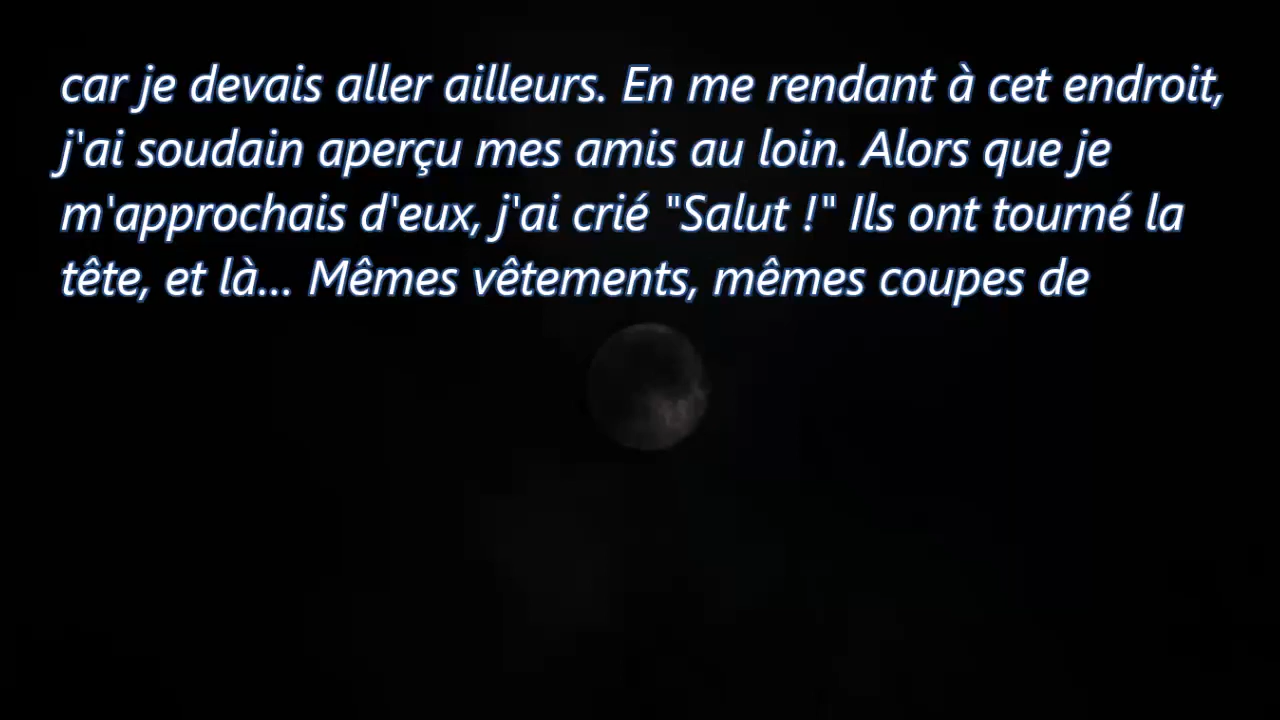 car je devais aller ailleurs. En me rendant à cet endroit,
j'ai soudain aperçu mes amis au loin. Alors que je
m'approchais d'eux, j'ai crié "Salut !" Ils ont tourné la
tête, et là... Mêmes vêtements, mêmes coupes de